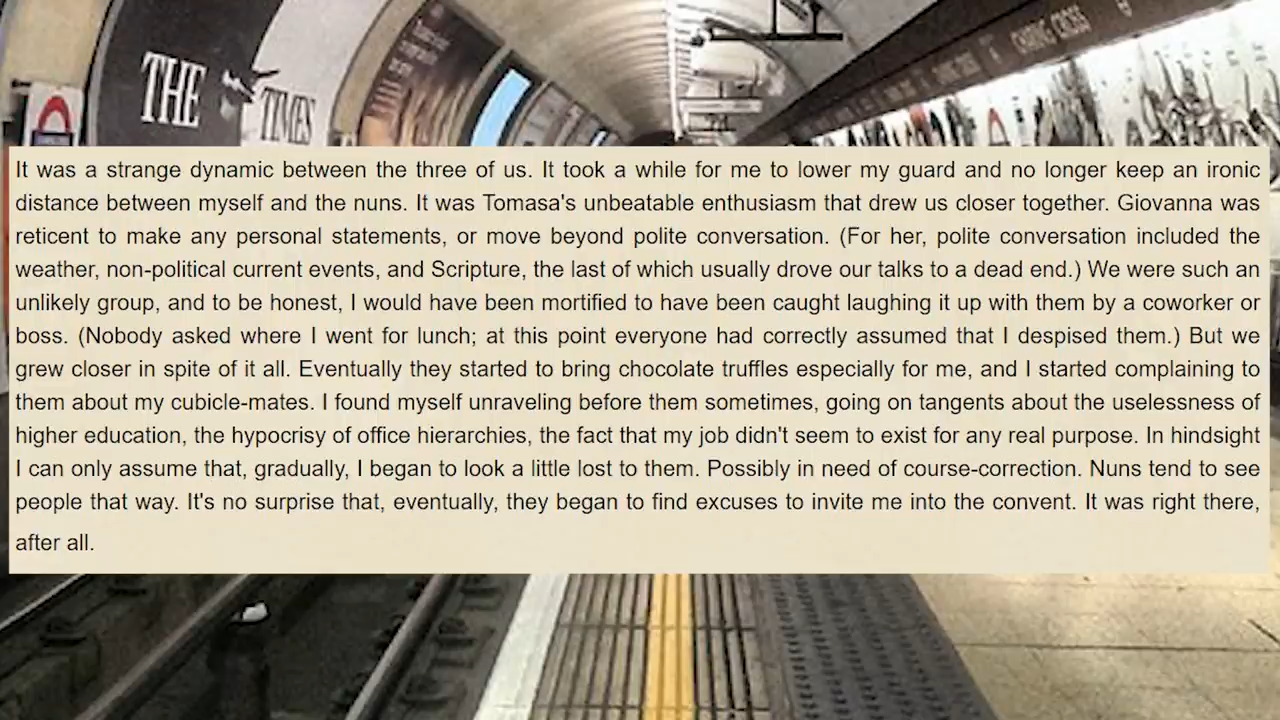 THE
TIMES
CHARING CROSS
It was a strange dynamic between the three of us. It took a while for me to lower my guard and no longer keep an ironic
distance between myself and the nuns. It was Tomasa's unbeatable enthusiasm that drew us closer together. Giovanna was
reticent to make any personal statements, or move beyond polite conversation. (For her, polite conversation included the
weather, non-political current events, and Scripture, the last of which usually drove our talks to a dead end.) We were such an
unlikely group, and to be honest, I would have been mortified to have been caught laughing it up with them by a coworker or
boss. (Nobody asked where I went for lunch; at this point everyone had correctly assumed that I despised them.) But we
grew closer in spite of it all. Eventually they started to bring chocolate truffles especially for me, and I started complaining to
them about my cubicle-mates. I found myself unraveling before them sometimes, going on tangents about the uselessness of
higher education, the hypocrisy of office hierarchies, the fact that my job didn't seem to exist for any real purpose. In hindsight
I can only assume that, gradually, I began to look a little lost to them. Possibly in need of course-correction. Nuns tend to see
people that way. It's no surprise that, eventually, they began to find excuses to invite me into the convent. It was right there,
after all.